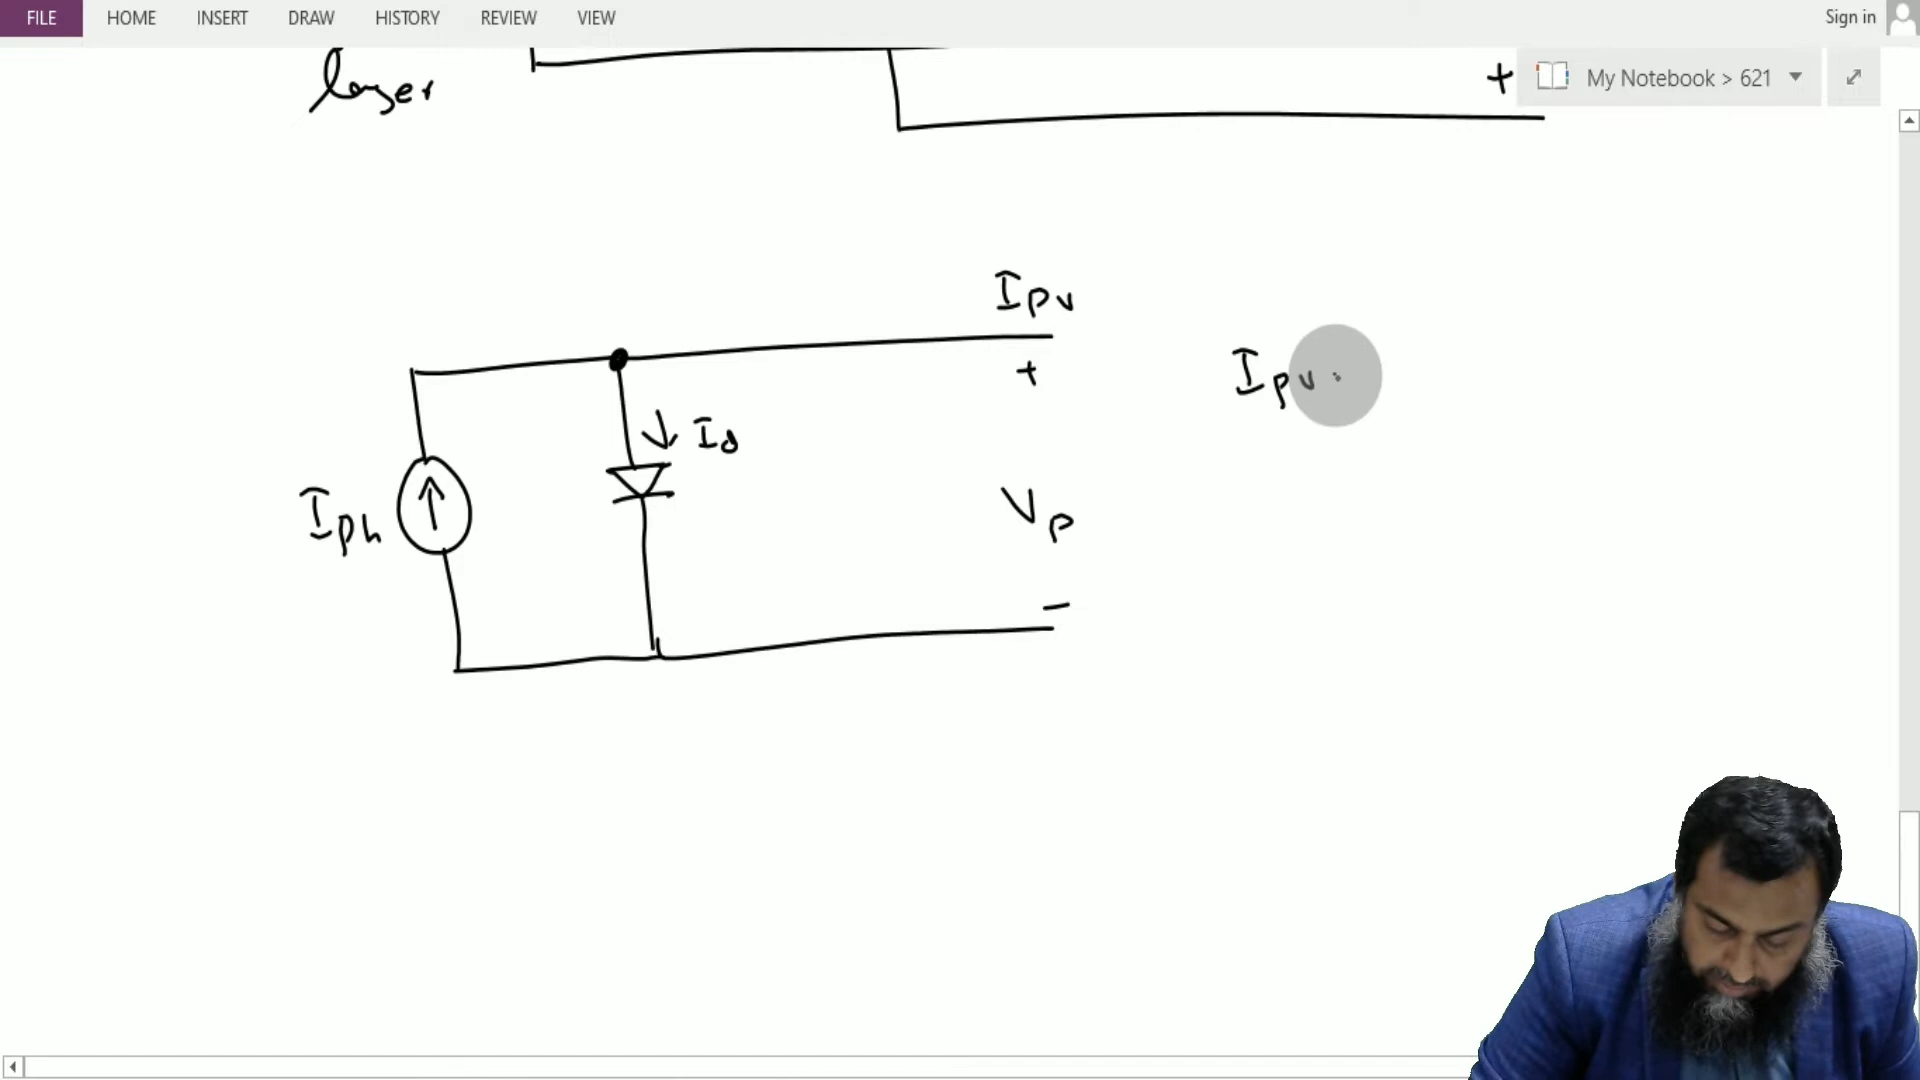 FILE HOME INSERT DRAW HISTORY REVIEW VIEW Sign in
layer
+ My Notebook > 621
Ipv
+
Ipv
Id
Iph
Vp
−